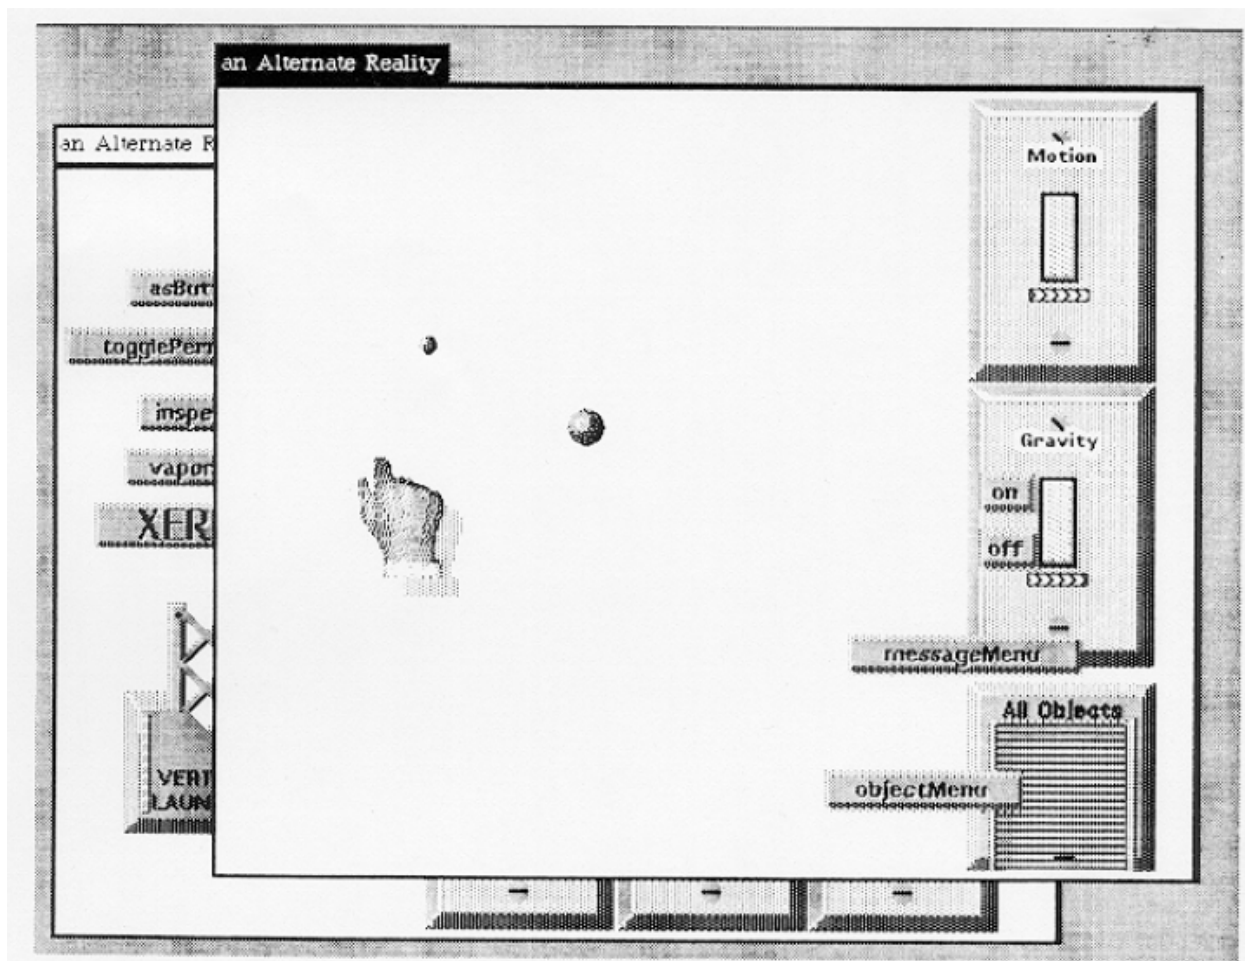 an Alternate Reality
an Alternate R
Motion
asBut
togglePerm
inspe
Gravity
vapor
on
XER
off
messageMenu
All Objects
VERT
LAUN
objectMenu